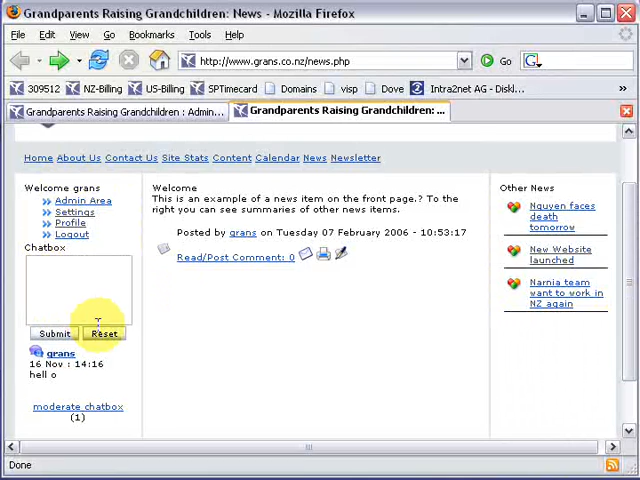 Grandparents Raising Grandchildren: News - Mozilla Firefox
File Edit View Go Bookmarks Tools Help
http://www.grans.co.nz/news.php Go
309512 NZ-Billing US-Billing SPTimecard Domains visp Dove Intra2net AG - Diskl...
Grandparents Raising Grandchildren : Admin... Grandparents Raising Grandchildren: ...
Home About Us Contact Us Site Stats Content Calendar News Newsletter
Welcome grans
Admin Area
Settings
Profile
Logout
Chatbox
Submit Reset
grans
16 Nov : 14:16
hell o
moderate chatbox
(1)
Welcome
This is an example of a news item on the front page.? To the
right you can see summaries of other news items.
Posted by grans on Tuesday 07 February 2006 - 10:53:17
Read/Post Comment: 0
Other News
Nguyen faces
death
tomorrow
New Website
launched
Narnia team
want to work in
NZ again
Done